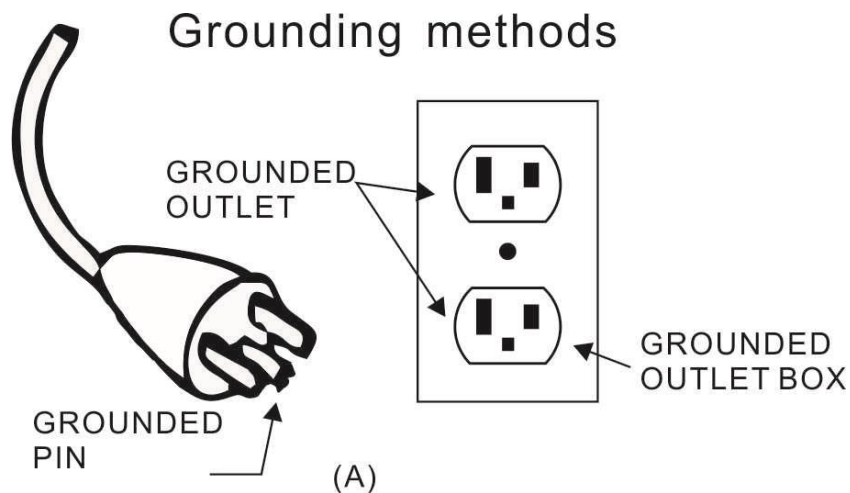 Grounding methods
GROUNDED
OUTLET
GROUNDED
OUTLET BOX
GROUNDED
PIN
(A)